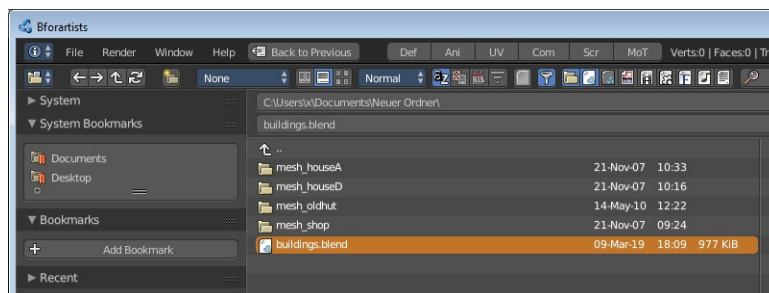 Bforartists
File Render Window Help Back to Previous Def Ani UV Com Scr MoT Verts:0 | Faces:0 | Tr
None Normal
System
C:\Users\x\Documents\Neuer Ordner\
System Bookmarks
buildings.blend
..
Documents
mesh_houseA 21-Nov-07 10:33
Desktop
mesh_houseD 21-Nov-07 10:16
mesh_oldhut 14-May-10 12:22
Bookmarks
mesh_shop 21-Nov-07 09:24
Add Bookmark
buildings.blend 09-Mar-19 18:09 977 KiB
Recent